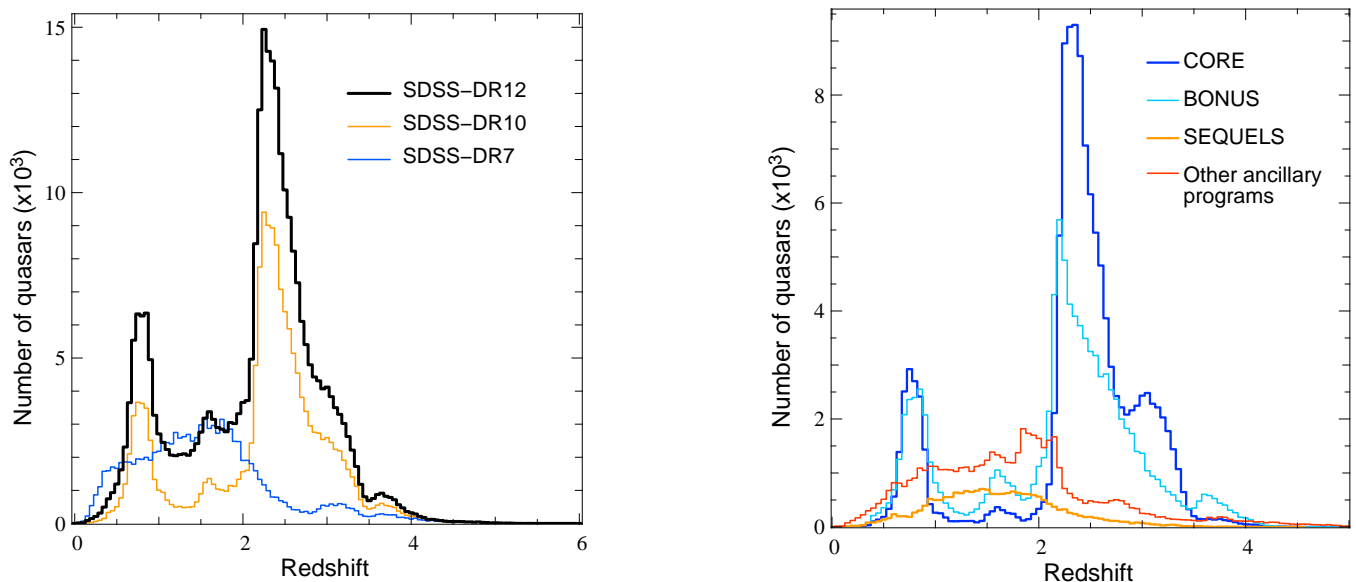 15
10
5
0
0
2
4
6
Number of quasars (x10³)
Redshift
SDSS−DR12
SDSS−DR10
SDSS−DR7
8
6
4
2
0
0
2
4
Number of quasars (x10³)
Redshift
CORE
BONUS
SEQUELS
Other ancillary
programs